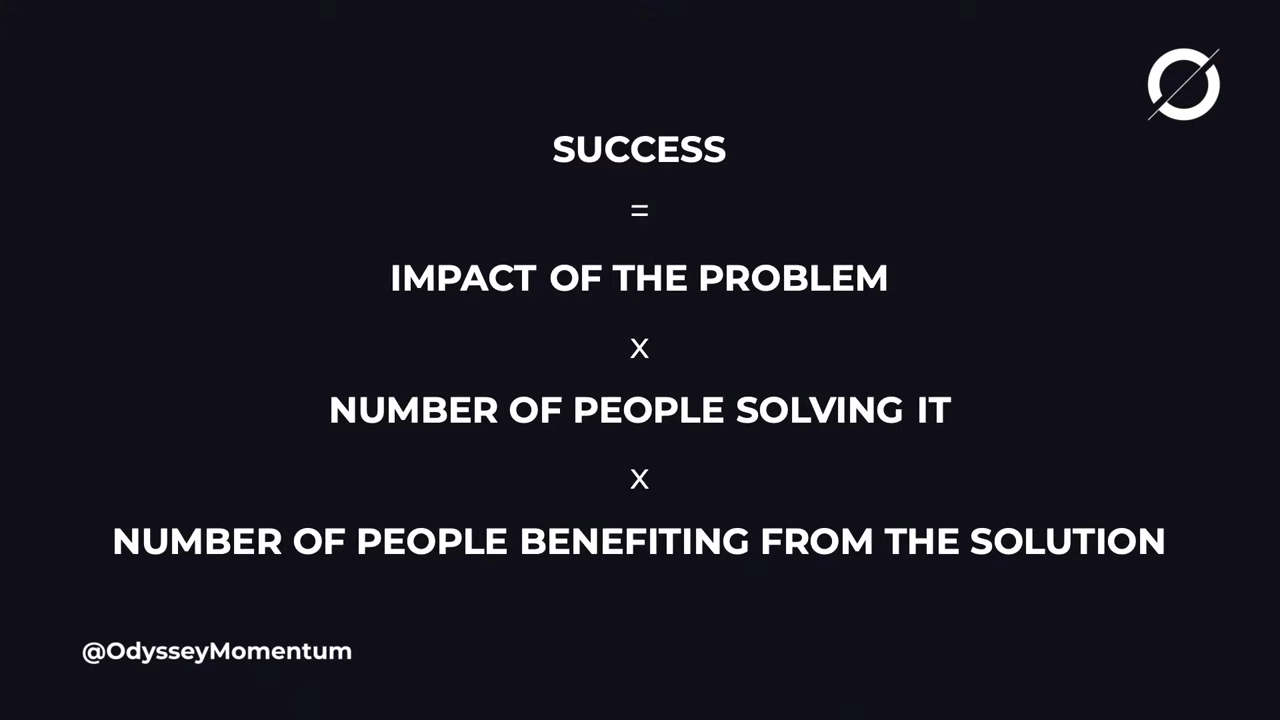 SUCCESS
=
IMPACT OF THE PROBLEM
x
NUMBER OF PEOPLE SOLVING IT
x
NUMBER OF PEOPLE BENEFITING FROM THE SOLUTION
@OdysseyMomentum